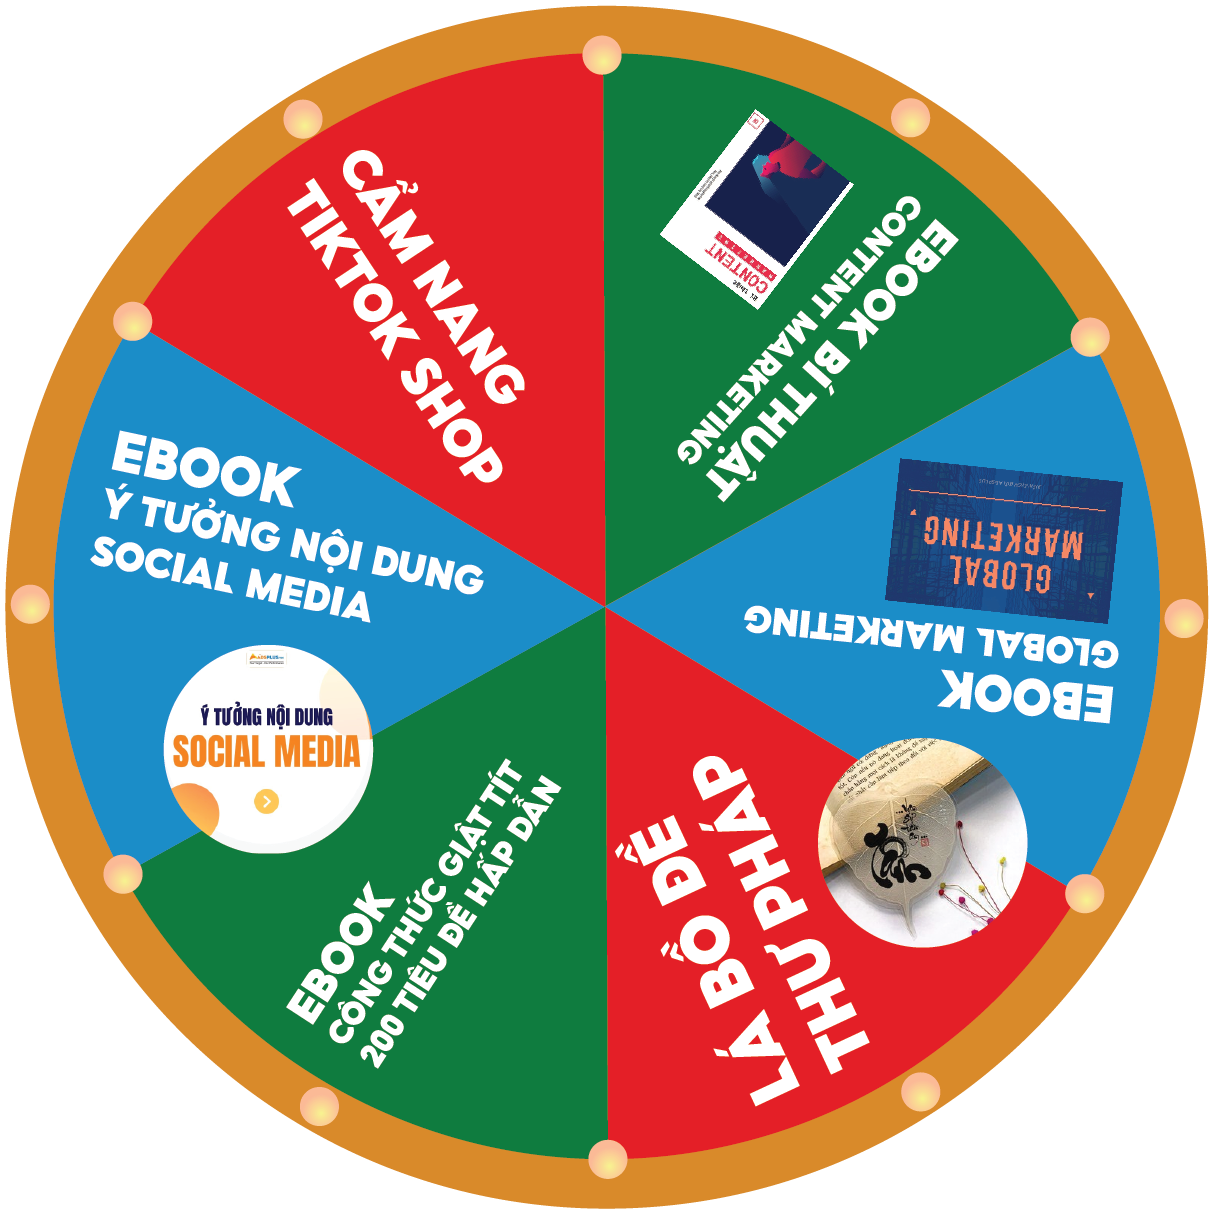 CẨM NANG
TIKTOK SHOP
EBOOK BÍ THUẬT
CONTENT MARKETING
CONTENT
EBOOK
GLOBAL MARKETING
GLOBAL
MARKETING
LÁ BỒ ĐỀ
THƯ PHÁP
EBOOK
CÔNG THỨC GIẬT TÍT
200 TIÊU ĐỀ HẤP DẪN
EBOOK
Ý TƯỞNG NỘI DUNG
SOCIAL MEDIA
ADSPLUS
Ý TƯỞNG NỘI DUNG
SOCIAL MEDIA